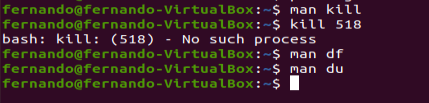 fernando@fernando-VirtualBox:~$ man kill
fernando@fernando-VirtualBox:~$ kill 518
bash: kill: (518) - No such process
fernando@fernando-VirtualBox:~$ man df
fernando@fernando-VirtualBox:~$ man du
fernando@fernando-VirtualBox:~$